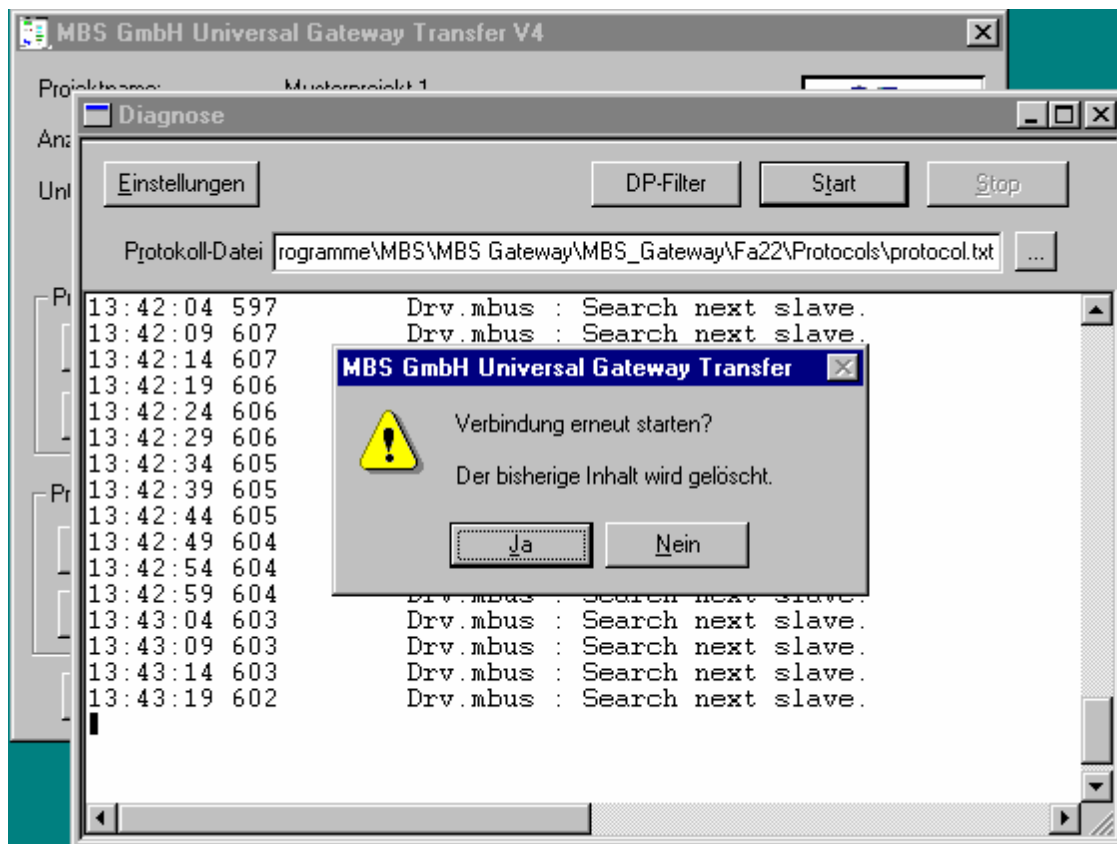 MBS GmbH Universal Gateway Transfer V4
Projektname: Musterprojekt 1
Diagnose
Einstellungen DP-Filter Start Stop
Protokoll-Datei rogramme\MBS\MBS Gateway\MBS_Gateway\Fa22\Protocols\protocol.txt ...
13:42:04 597 Drv.mbus : Search next slave.
13:42:09 607 Drv.mbus : Search next slave.
13:42:14 607
13:42:19 606
13:42:24 606
13:42:29 606
13:42:34 605
13:42:39 605
13:42:44 605
13:42:49 604
13:42:54 604
13:42:59 604 Drv.mbus : Search next slave.
13:43:04 603 Drv.mbus : Search next slave.
13:43:09 603 Drv.mbus : Search next slave.
13:43:14 603 Drv.mbus : Search next slave.
13:43:19 602 Drv.mbus : Search next slave.
MBS GmbH Universal Gateway Transfer
Verbindung erneut starten?
Der bisherige Inhalt wird gelöscht.
Ja Nein